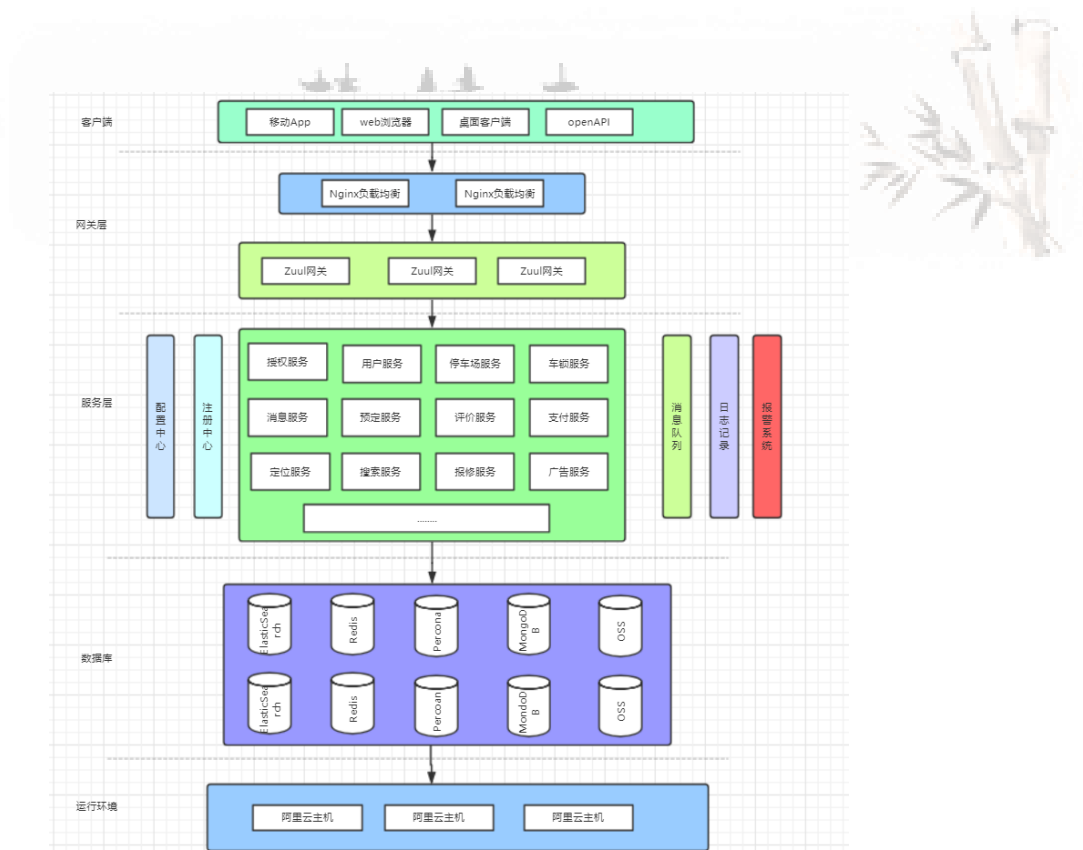 客户端
移动App
web浏览器
桌面客户端
openAPI
网关层
Nginx负载均衡
Nginx负载均衡
Zuul网关
Zuul网关
Zuul网关
服务层
配置中心
注册中心
授权服务
用户服务
停车场服务
车锁服务
消息服务
预定服务
评价服务
支付服务
定位服务
搜索服务
报修服务
广告服务
........
消息队列
日志记录
报警系统
数据库
ElasticSea
rch
Redis
Percona
MongoD
B
OSS
ElasticSea
rch
Redis
Percoan
MondoD
B
OSS
运行环境
阿里云主机
阿里云主机
阿里云主机